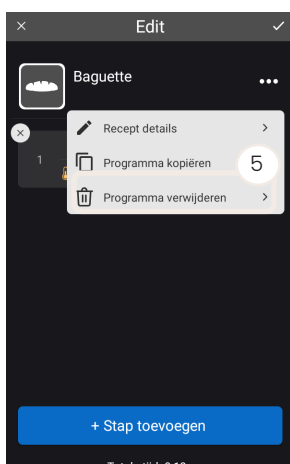 Edit
Baguette
Recept details
1
Programma kopiëren
5
Programma verwijderen
+ Stap toevoegen